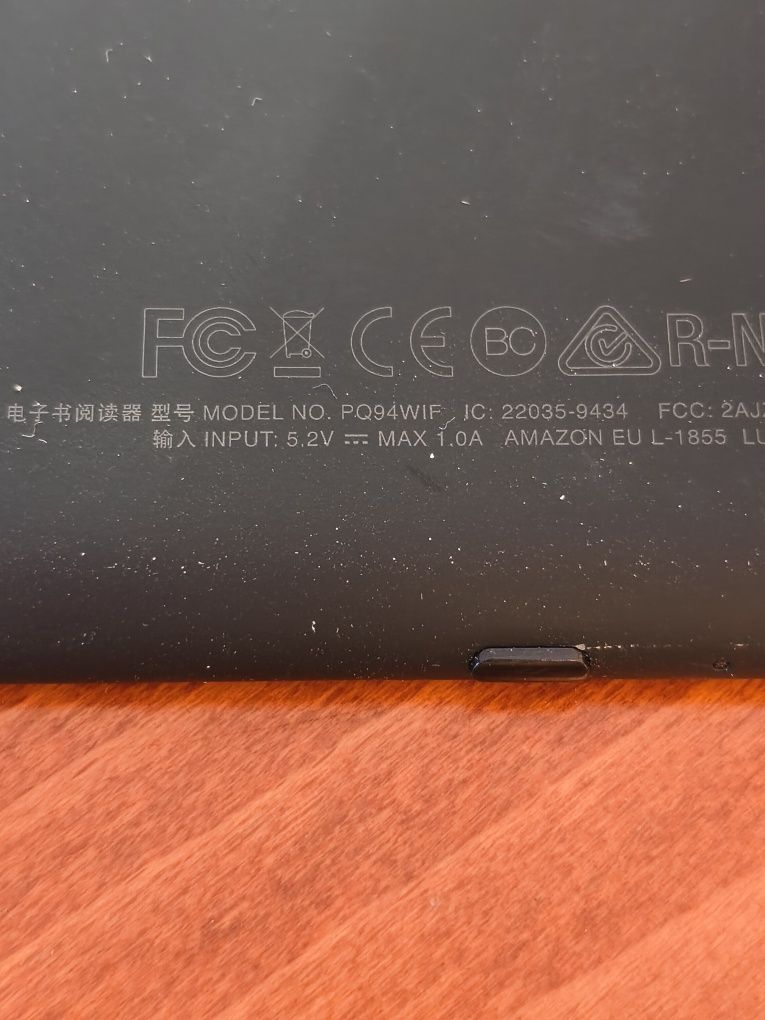 FC CE BC R-N
电子书阅读器 型号 MODEL NO. PQ94WIF IC: 22035-9434 FCC: 2AJ
输入 INPUT: 5.2V ⎓ MAX 1.0A AMAZON EU L-1855 LU